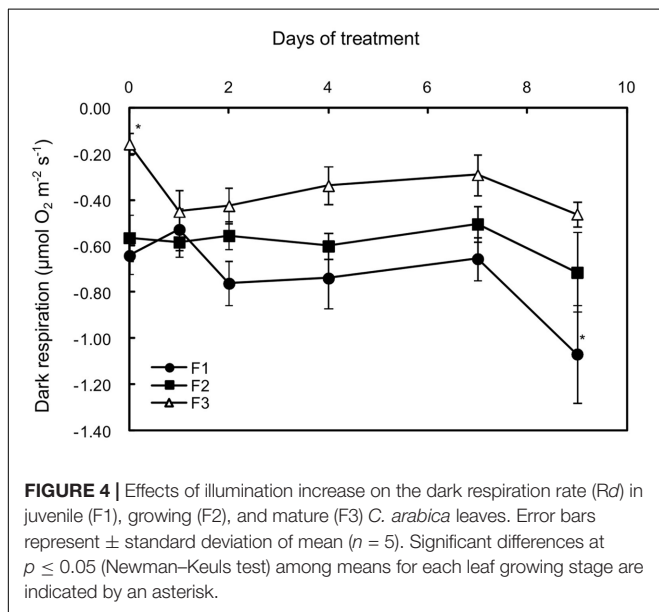 Days of treatment
0 2 4 6 8 10
0.00
*
-0.20
-0.40
-0.60
-0.80
-1.00
*
-1.20
-1.40
Dark respiration (µmol O₂ m⁻² s⁻¹)
F1
F2
F3
FIGURE 4 | Effects of illumination increase on the dark respiration rate (Rd) in
juvenile (F1), growing (F2), and mature (F3) C. arabica leaves. Error bars
represent ± standard deviation of mean (n = 5). Significant differences at
p ≤ 0.05 (Newman–Keuls test) among means for each leaf growing stage are
indicated by an asterisk.